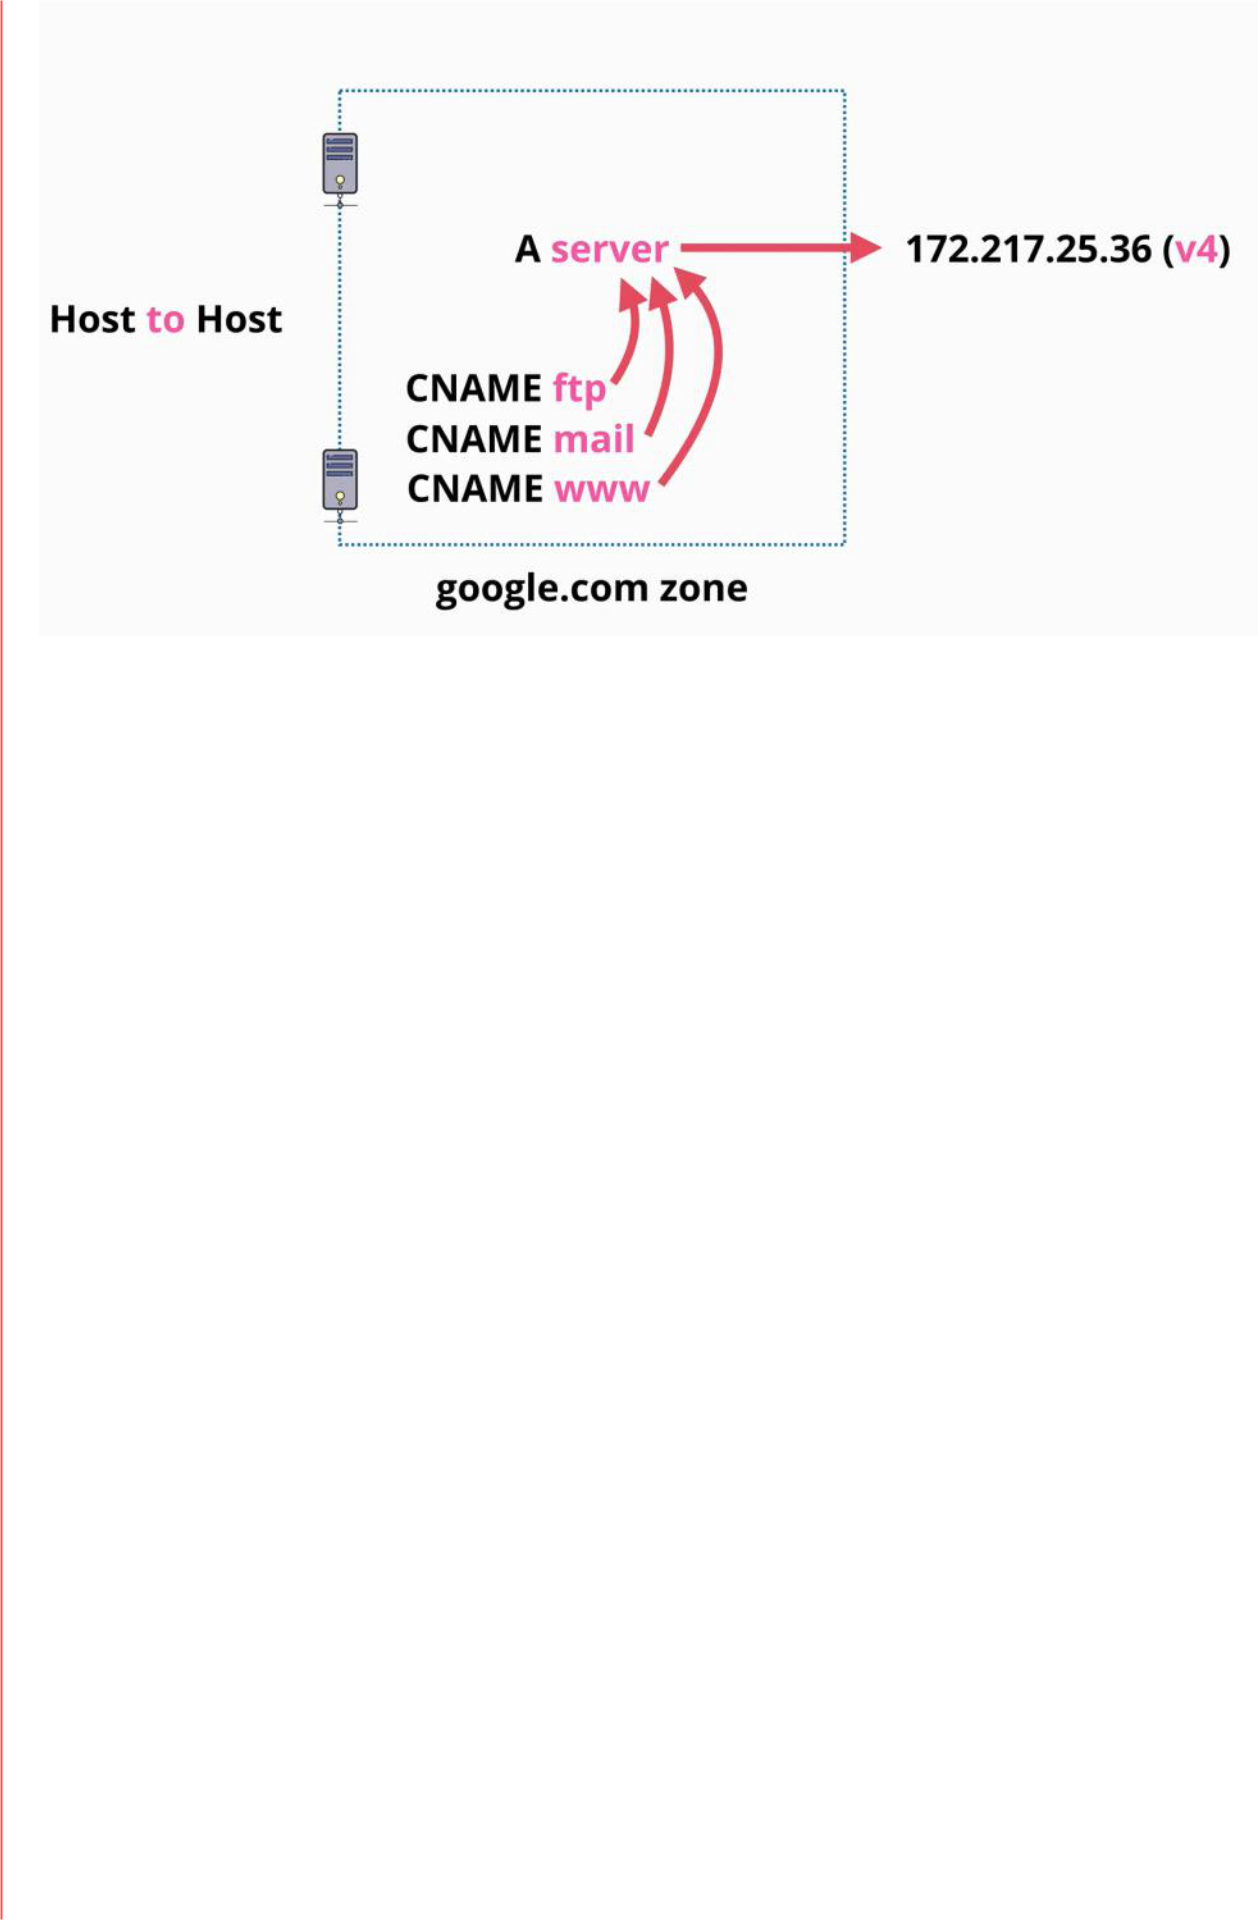 A server
172.217.25.36 (v4)
Host to Host
CNAME ftp
CNAME mail
CNAME www
google.com zone